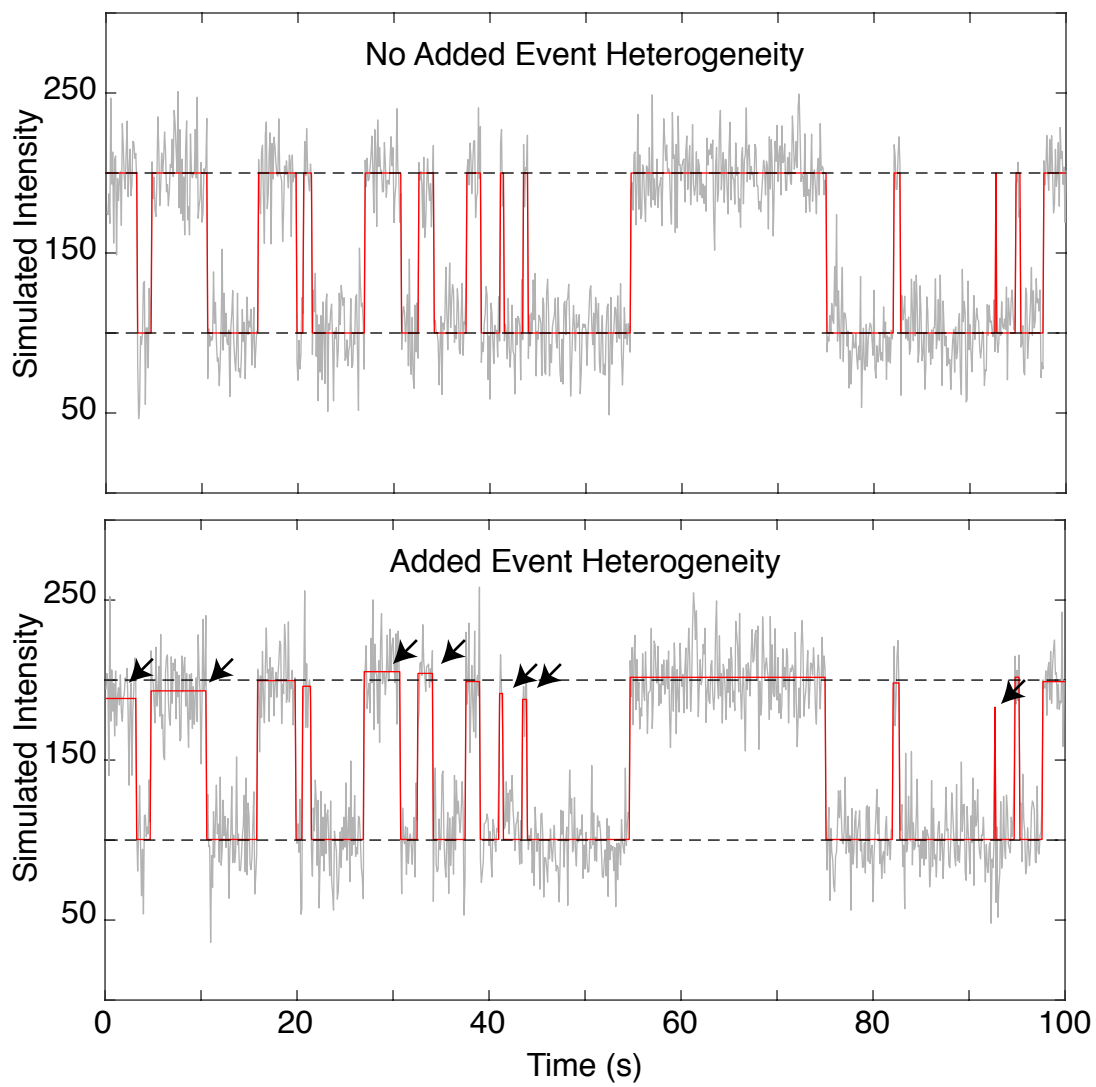 No Added Event Heterogeneity
250
150
50
Simulated Intensity
Added Event Heterogeneity
250
150
50
Simulated Intensity
0 20 40 60 80 100
Time (s)